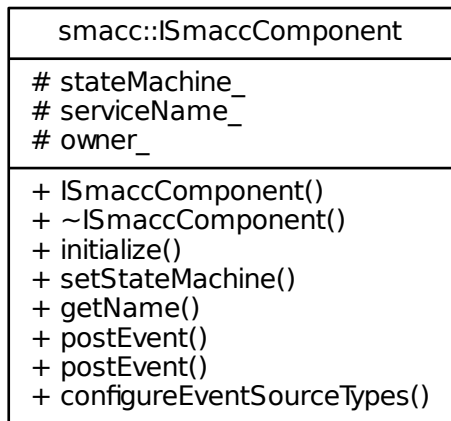 smacc::ISmaccComponent
# stateMachine_
# serviceName_
# owner_
+ ISmaccComponent()
+ ~ISmaccComponent()
+ initialize()
+ setStateMachine()
+ getName()
+ postEvent()
+ postEvent()
+ configureEventSourceTypes()